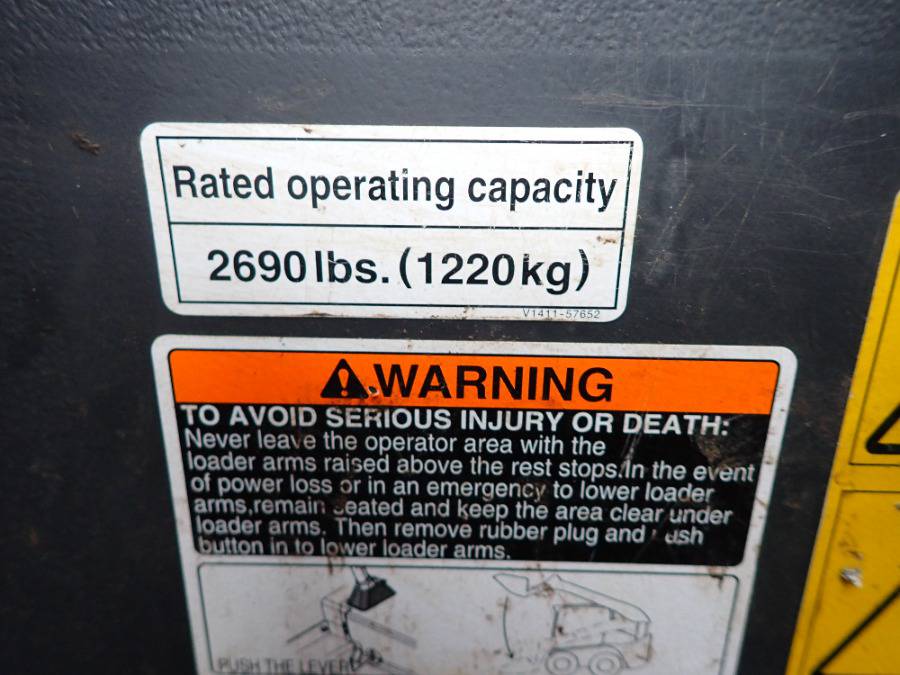 Rated operating capacity
2690 lbs. (1220 kg)
V1411-57652
WARNING
TO AVOID SERIOUS INJURY OR DEATH:
Never leave the operator area with the
loader arms raised above the rest stops. In the event
of power loss or in an emergency to lower loader
arms,remain seated and keep the area clear under
loader arms. Then remove rubber plug and push
button in to lower loader arms.
PUSH THE LEVER